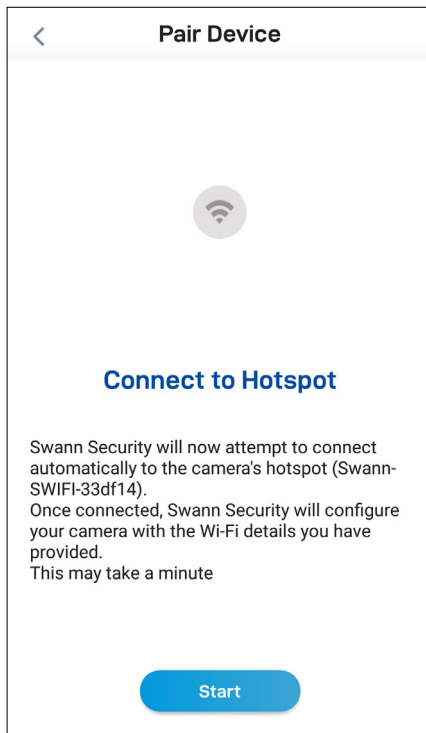 Pair Device
Connect to Hotspot
Swann Security will now attempt to connect
automatically to the camera's hotspot (Swann-
SWIFI-33df14).
Once connected, Swann Security will configure
your camera with the Wi-Fi details you have
provided.
This may take a minute
Start